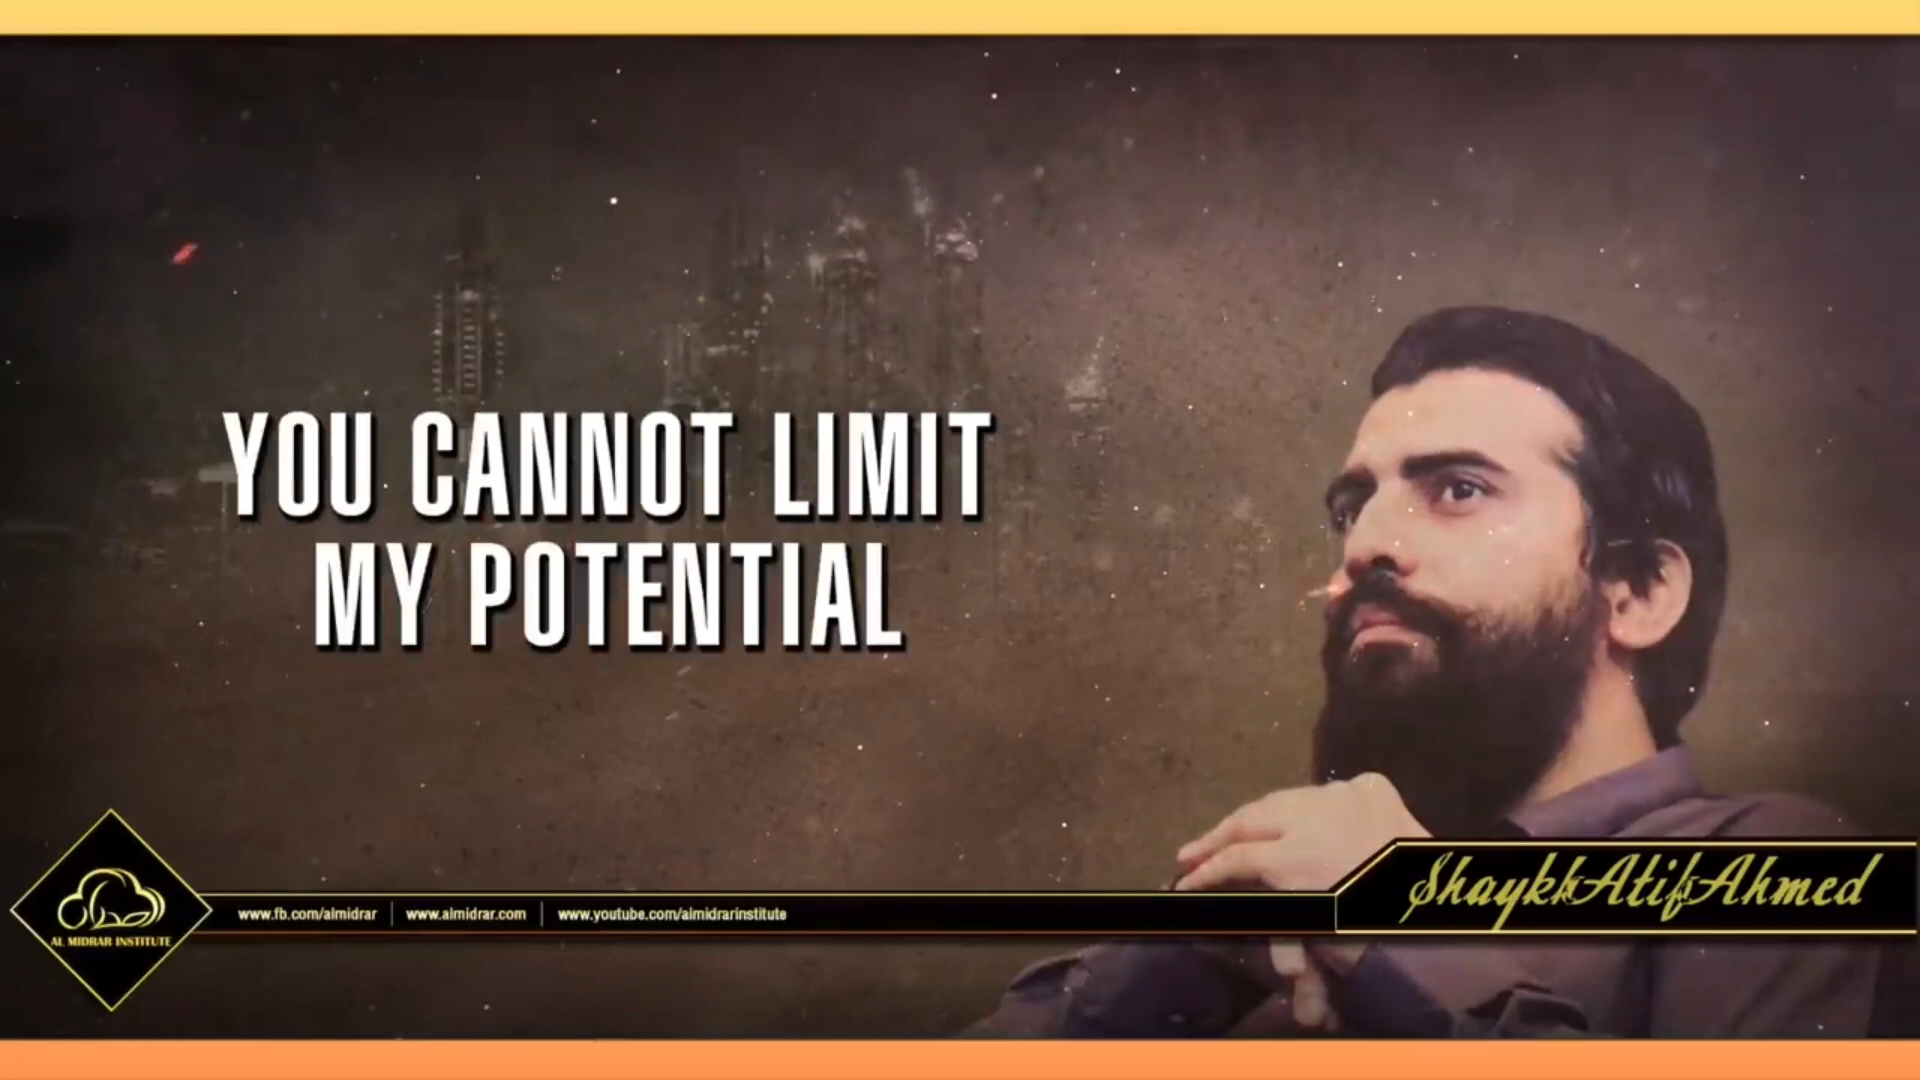 YOU CANNOT LIMIT
MY POTENTIAL
ShaykhAtifAhmed
www.fb.com/almidrar
www.almidrar.com
www.youtube.com/almidrarinstitute
AL MIDRAR INSTITUTE